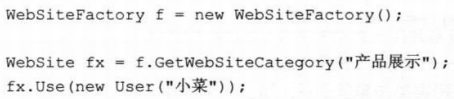 WebSiteFactory f = new WebSiteFactory();
WebSite fx = f.GetWebSiteCategory("产品展示");
fx.Use(new User("小菜"));